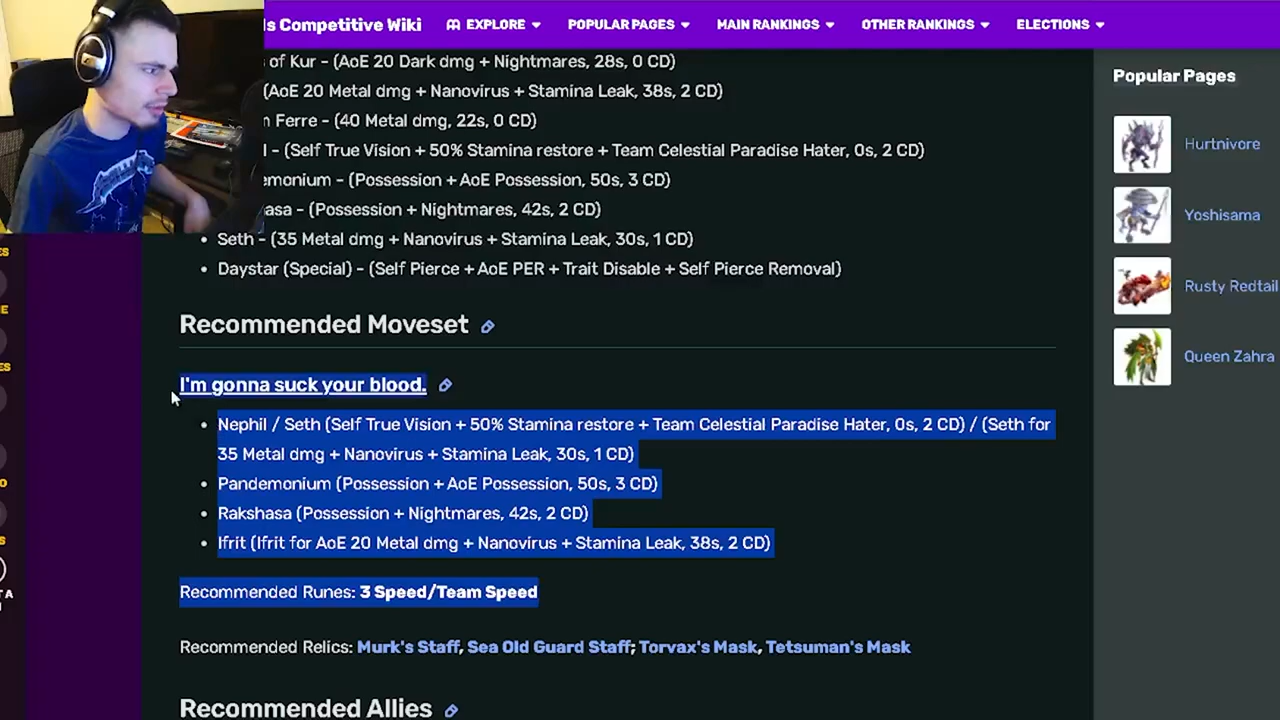 ls Competitive Wiki
EXPLORE
POPULAR PAGES
MAIN RANKINGS
OTHER RANKINGS
ELECTIONS
of Kur - (AoE 20 Dark dmg + Nightmares, 28s, 0 CD)
(AoE 20 Metal dmg + Nanovirus + Stamina Leak, 38s, 2 CD)
Ferre - (40 Metal dmg, 22s, 0 CD)
- (Self True Vision + 50% Stamina restore + Team Celestial Paradise Hater, 0s, 2 CD)
emonium - (Possession + AoE Possession, 50s, 3 CD)
asa - (Possession + Nightmares, 42s, 2 CD)
Seth - (35 Metal dmg + Nanovirus + Stamina Leak, 30s, 1 CD)
Daystar (Special) - (Self Pierce + AoE PER + Trait Disable + Self Pierce Removal)
Recommended Moveset
I'm gonna suck your blood.
Nephil / Seth (Self True Vision + 50% Stamina restore + Team Celestial Paradise Hater, 0s, 2 CD) / (Seth for
35 Metal dmg + Nanovirus + Stamina Leak, 30s, 1 CD)
Pandemonium (Possession + AoE Possession, 50s, 3 CD)
Rakshasa (Possession + Nightmares, 42s, 2 CD)
Ifrit (Ifrit for AoE 20 Metal dmg + Nanovirus + Stamina Leak, 38s, 2 CD)
Recommended Runes: 3 Speed/Team Speed
Recommended Relics: Murk's Staff, Sea Old Guard Staff; Torvax's Mask, Tetsuman's Mask
Recommended Allies
Popular Pages
Hurtnivore
Yoshisama
Rusty Redtail
Queen Zahra